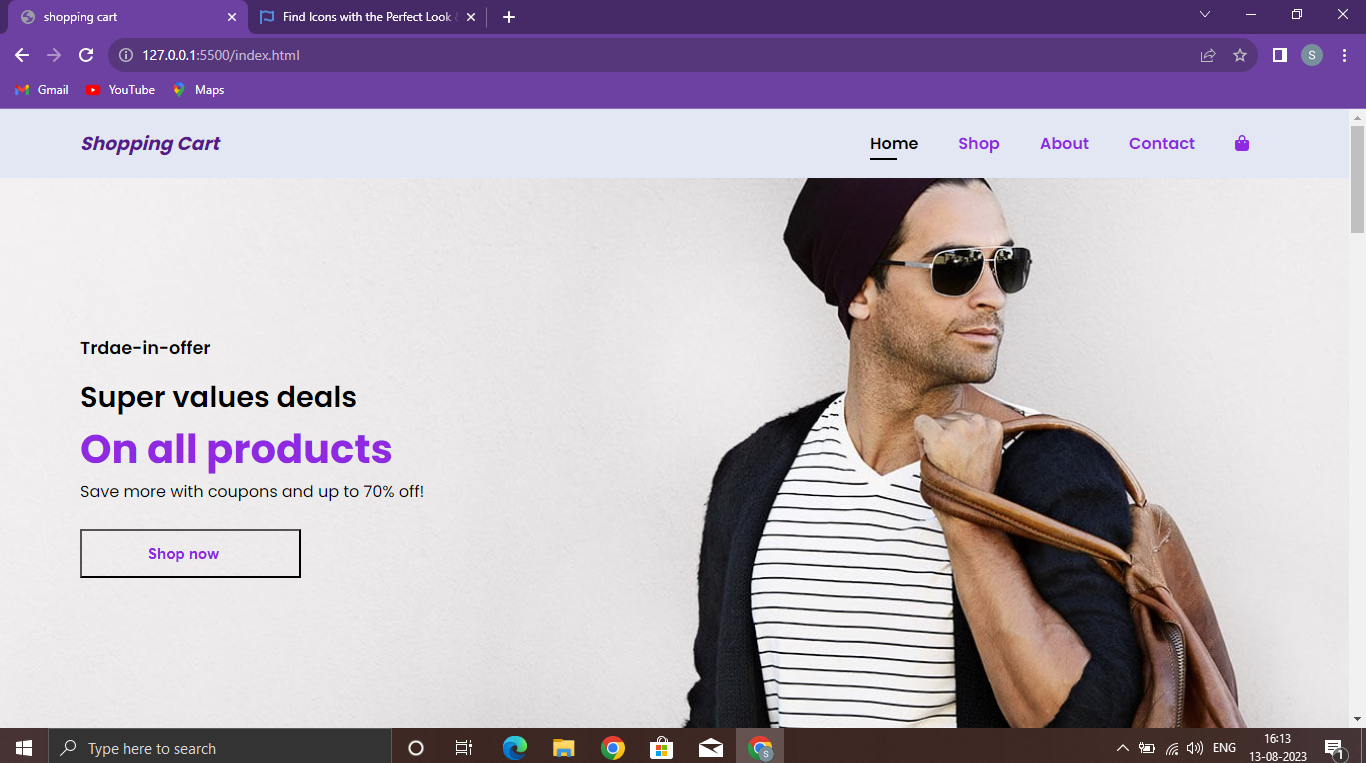 shopping cart
Find Icons with the Perfect Look
127.0.0.1:5500/index.html
S
Gmail YouTube Maps
Shopping Cart Home Shop About Contact
Trdae-in-offer
Super values deals
On all products
Save more with coupons and up to 70% off!
Shop now
Type here to search
S
ENG
16:13
13-08-2023
1